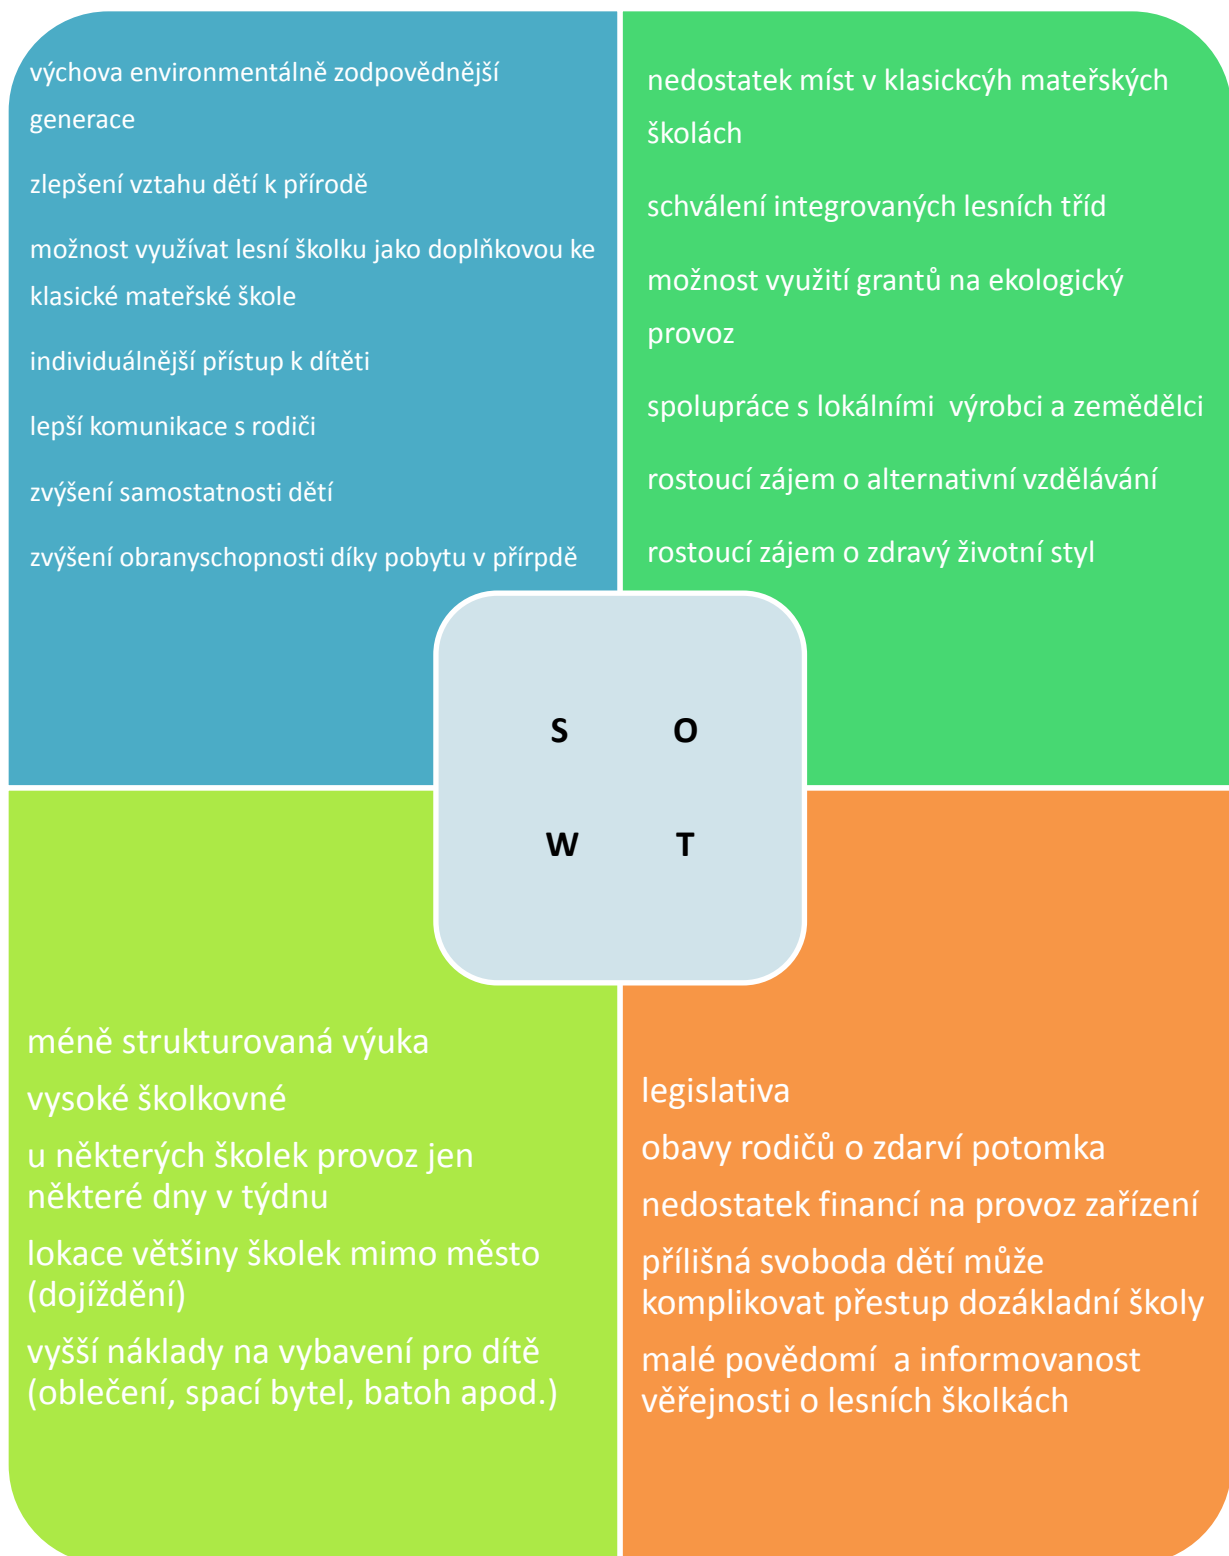 výchova environmentálně zodpovědnější
generace
zlepšení vztahu dětí k přírodě
možnost využívat lesní školku jako doplňkovou ke
klasické mateřské škole
individuálnější přístup k dítěti
lepší komunikace s rodiči
zvýšení samostatnosti dětí
zvýšení obranyschopnosti díky pobytu v přírpdě
nedostatek míst v klasickcýh mateřských
školách
schválení integrovaných lesních tříd
možnost využití grantů na ekologický
provoz
spolupráce s lokálními výrobci a zemědělci
rostoucí zájem o alternativní vzdělávání
rostoucí zájem o zdravý životní styl
S O
W T
méně strukturovaná výuka
vysoké školkovné
u některých školek provoz jen
některé dny v týdnu
lokace většiny školek mimo město
(dojíždění)
vyšší náklady na vybavení pro dítě
(oblečení, spací bytel, batoh apod.)
legislativa
obavy rodičů o zdarví potomka
nedostatek financí na provoz zařízení
přílišná svoboda dětí může
komplikovat přestup dozákladní školy
malé povědomí a informovanost
věřejnosti o lesních školkách